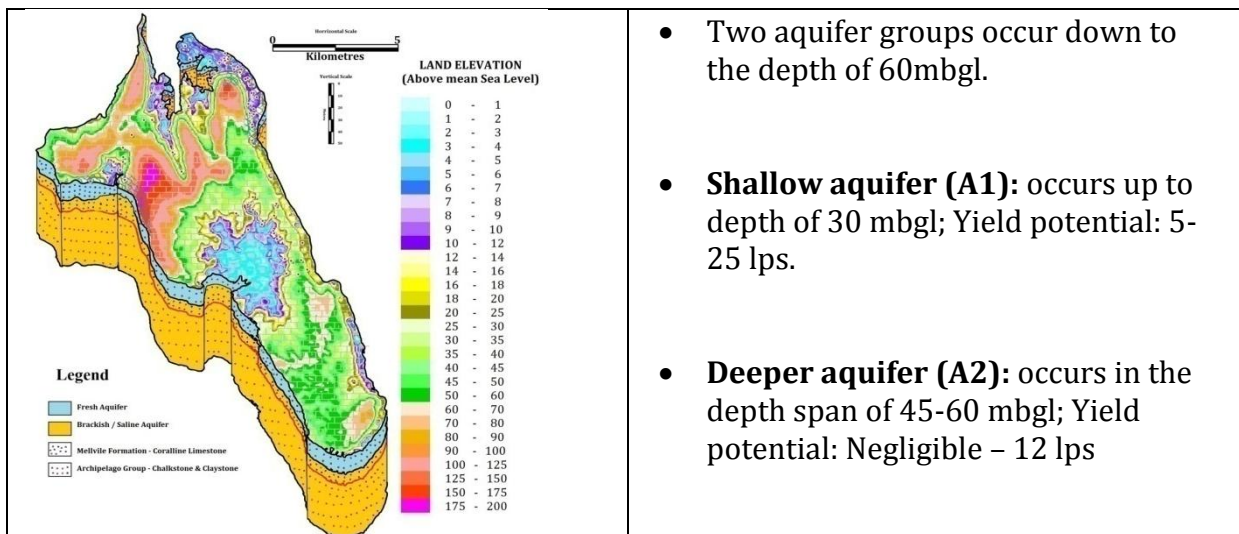 Horrizontal Scale
0 5
Kilometres
Vertical Scale
LAND ELEVATION
(Above mean Sea Level)
0 - 1
1 - 2
2 - 3
3 - 4
4 - 5
5 - 6
6 - 7
7 - 8
8 - 9
9 - 10
10 - 12
12 - 14
14 - 16
16 - 18
18 - 20
20 - 25
25 - 30
30 - 35
35 - 40
40 - 45
45 - 50
50 - 60
60 - 70
70 - 80
80 - 90
90 - 100
100 - 125
125 - 150
150 - 175
175 - 200
Legend
Fresh Aquifer
Brackish / Saline Aquifer
Mellvile Formation - Coralline Limestone
Archipelago Group - Chalkstone & Claystone
• Two aquifer groups occur down to
the depth of 60mbgl.
• Shallow aquifer (A1): occurs up to
depth of 30 mbgl; Yield potential: 5-
25 lps.
• Deeper aquifer (A2): occurs in the
depth span of 45-60 mbgl; Yield
potential: Negligible – 12 lps